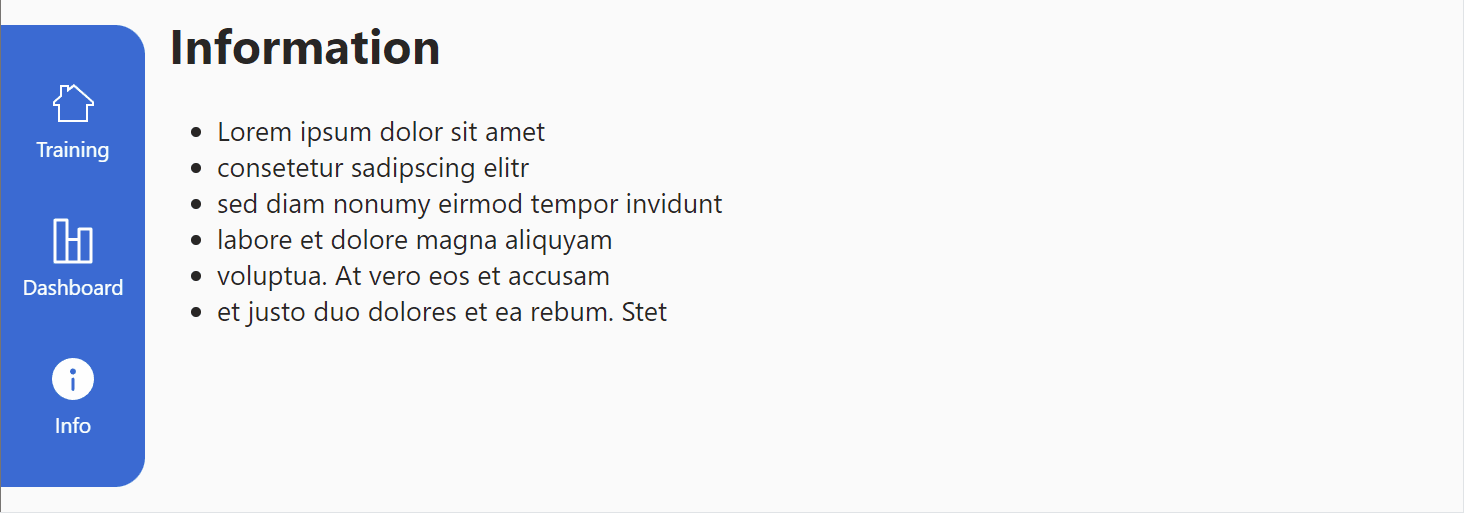 Information
Training
Dashboard
Info
Lorem ipsum dolor sit amet
consetetur sadipscing elitr
sed diam nonumy eirmod tempor invidunt
labore et dolore magna aliquyam
voluptua. At vero eos et accusam
et justo duo dolores et ea rebum. Stet